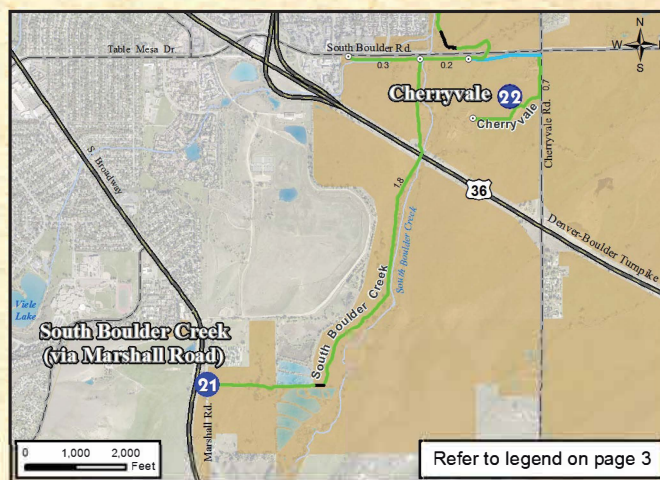 South Boulder Rd.
Table Mesa Dr.
W
N
E
S
0.3
0.2
Cherryvale 22
0.7
Cherryvale
Cherryvale Rd.
S. Broadway
1.8
36
South Boulder Creek
Denver-Boulder Turnpike
Viele
Lake
South Boulder Creek
South Boulder Creek
(via Marshall Road)
21
Marshall Rd.
0 1,000 2,000
Feet
Refer to legend on page 3